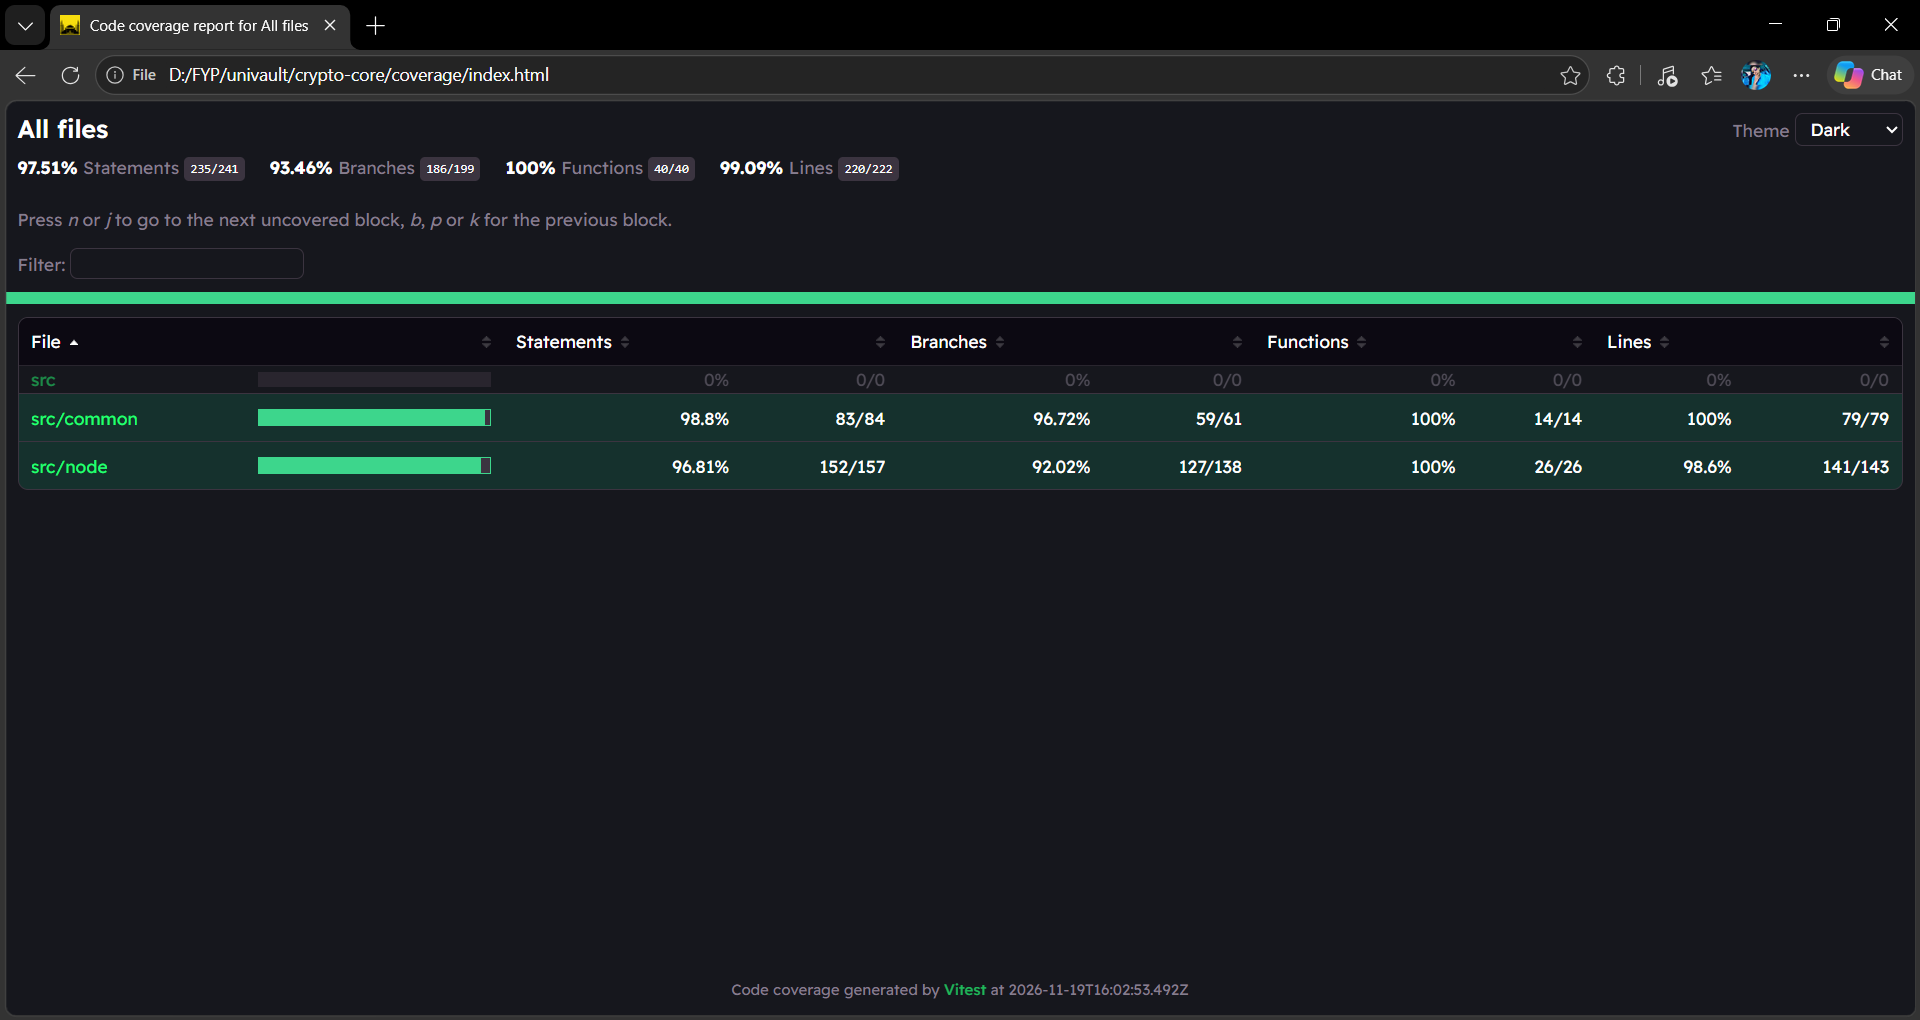 Code coverage report for All files
File D:/FYP/univault/crypto-core/coverage/index.html
Chat
All files
Theme Dark
97.51% Statements 235/241 93.46% Branches 186/199 100% Functions 40/40 99.09% Lines 220/222
Press n or j to go to the next uncovered block, b, p or k for the previous block.
Filter:
File Statements Branches Functions Lines
src 0% 0/0 0% 0/0 0% 0/0 0% 0/0
src/common 98.8% 83/84 96.72% 59/61 100% 14/14 100% 79/79
src/node 96.81% 152/157 92.02% 127/138 100% 26/26 98.6% 141/143
Code coverage generated by Vitest at 2026-11-19T16:02:53.492Z